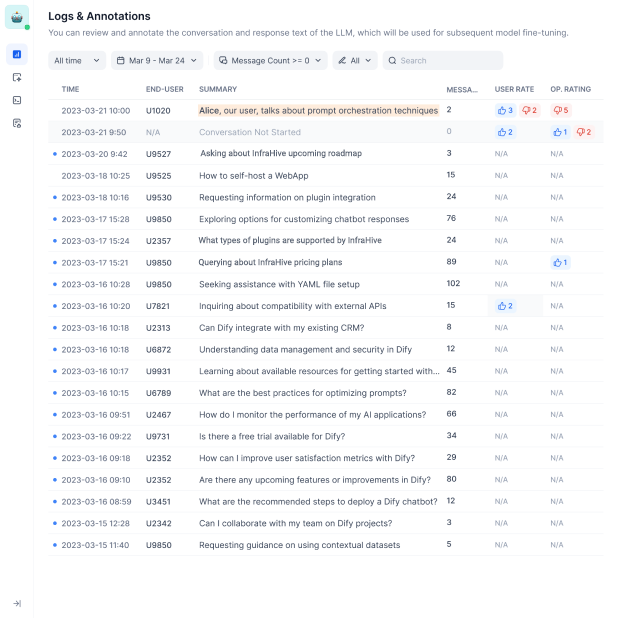 Logs & Annotations
You can review and annotate the conversation and response text of the LLM, which will be used for subsequent model fine-tuning.
All time Mar 9 - Mar 24 Message Count >= 0 All Search
TIME END-USER SUMMARY MESSA... USER RATE OP. RATING
2023-03-21 10:00 U1020 Alice, our user, talks about prompt orchestration techniques 2 3 2 5
2023-03-21 9:50 N/A Conversation Not Started 0 2 1 2
2023-03-20 9:42 U9527 Asking about InfraHive upcoming roadmap 3 N/A N/A
2023-03-18 10:25 U9525 How to self-host a WebApp 15 N/A N/A
2023-03-18 10:16 U9530 Requesting information on plugin integration 24 N/A N/A
2023-03-17 15:28 U9850 Exploring options for customizing chatbot responses 76 N/A N/A
2023-03-17 15:24 U2357 What types of plugins are supported by InfraHive 24 N/A N/A
2023-03-17 15:21 U9850 Querying about InfraHive pricing plans 89 N/A 1
2023-03-16 10:28 U9850 Seeking assistance with YAML file setup 102 N/A N/A
2023-03-16 10:20 U7821 Inquiring about compatibility with external APIs 15 2 N/A
2023-03-16 10:18 U2313 Can Dify integrate with my existing CRM? 8 N/A N/A
2023-03-16 10:18 U6872 Understanding data management and security in Dify 12 N/A N/A
2023-03-16 10:17 U9931 Learning about available resources for getting started with... 45 N/A N/A
2023-03-16 10:15 U6789 What are the best practices for optimizing prompts? 82 N/A N/A
2023-03-16 09:51 U2467 How do I monitor the performance of my AI applications? 66 N/A N/A
2023-03-16 09:22 U9731 Is there a free trial available for Dify? 34 N/A N/A
2023-03-16 09:18 U2352 How can I improve user satisfaction metrics with Dify? 29 N/A N/A
2023-03-16 09:10 U2352 Are there any upcoming features or improvements in Dify? 80 N/A N/A
2023-03-16 08:59 U3451 What are the recommended steps to deploy a Dify chatbot? 12 N/A N/A
2023-03-15 12:28 U2342 Can I collaborate with my team on Dify projects? 3 N/A N/A
2023-03-15 11:40 U9850 Requesting guidance on using contextual datasets 5 N/A N/A